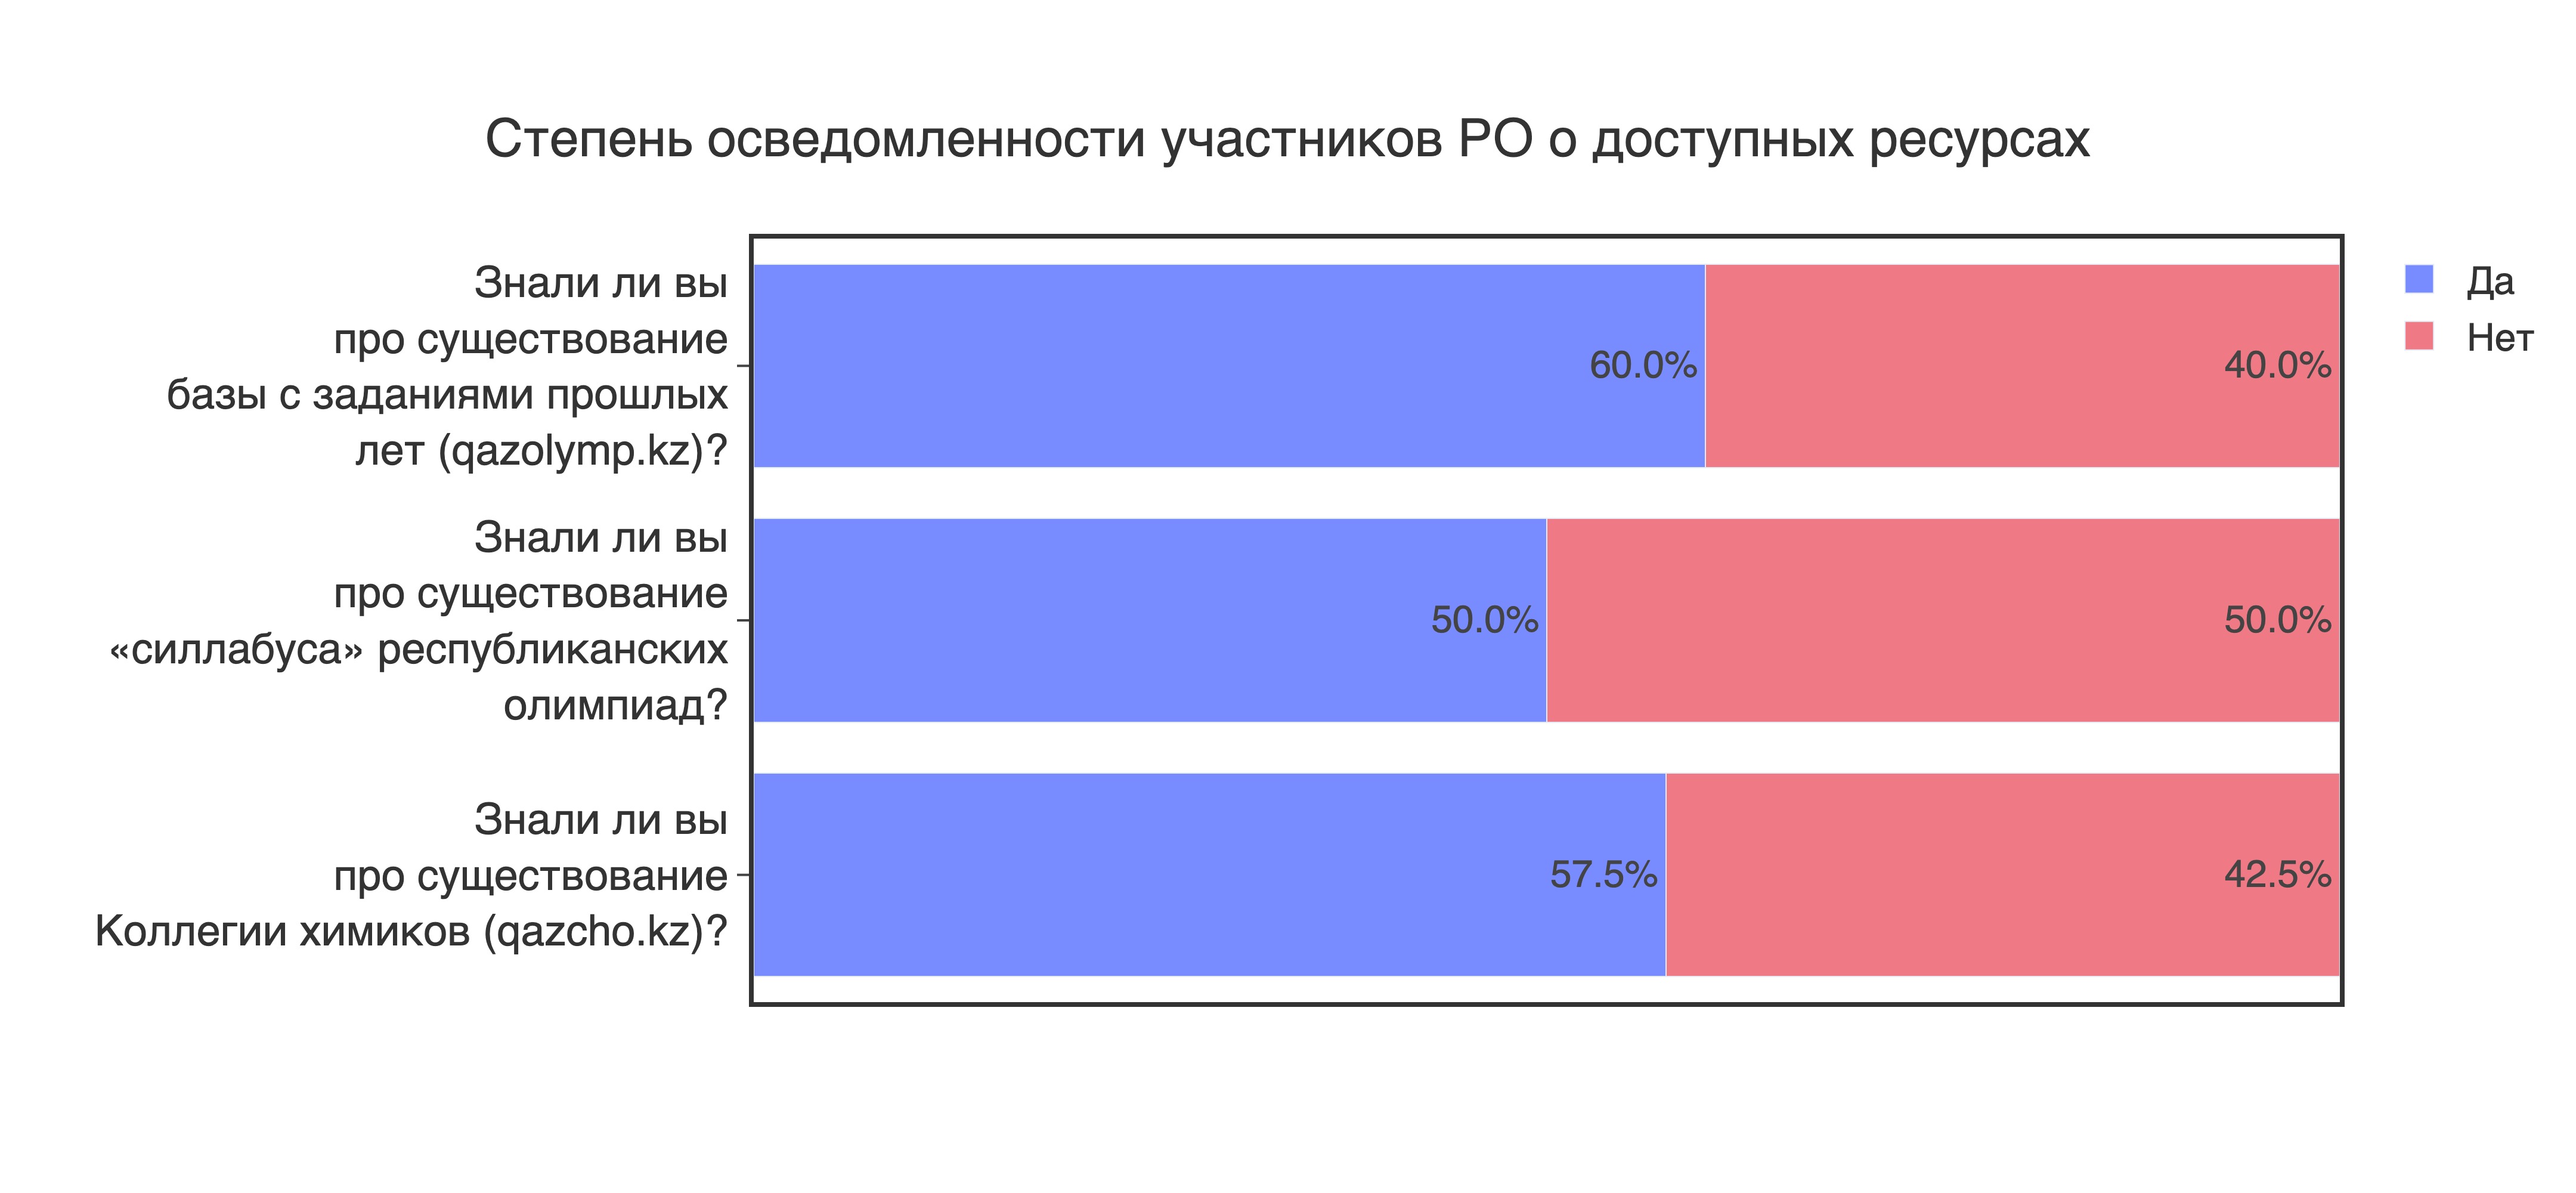 Степень осведомленности участников РО о доступных ресурсах
Знали ли вы
про существование
базы с заданиями прошлых
лет (qazolymp.kz)?
60.0%
40.0%
Да
Нет
Знали ли вы
про существование
«силлабуса» республиканских
олимпиад?
50.0%
50.0%
Знали ли вы
про существование
Коллегии химиков (qazcho.kz)?
57.5%
42.5%